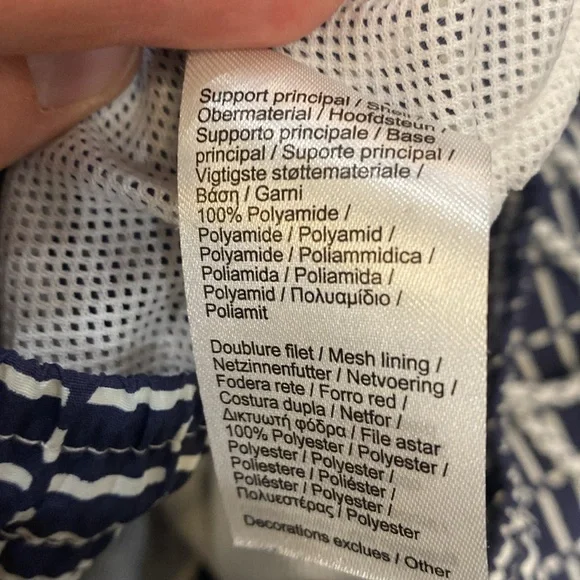 Support principal / Shell /
Obermaterial / Hoofdsteun /
Supporto principale / Base
principal / Suporte principal /
Vigtigste støttemateriale /
Βάση / Garni
100% Polyamide /
Polyamide / Polyamid /
Polyamide / Poliammidica /
Poliamida / Poliamida /
Polyamid / Πολυαμίδιο /
Poliamit
Doublure filet / Mesh lining /
Netzinnenfutter / Netvoering /
Fodera rete / Forro red /
Costura dupla / Netfor /
Δικτυωτή φόδρα / File astar
100% Polyester / Polyester /
Polyester / Polyester /
Poliestere / Poliéster /
Poliéster / Polyester /
Πολυεστέρας / Polyester
Decorations exclues / Other